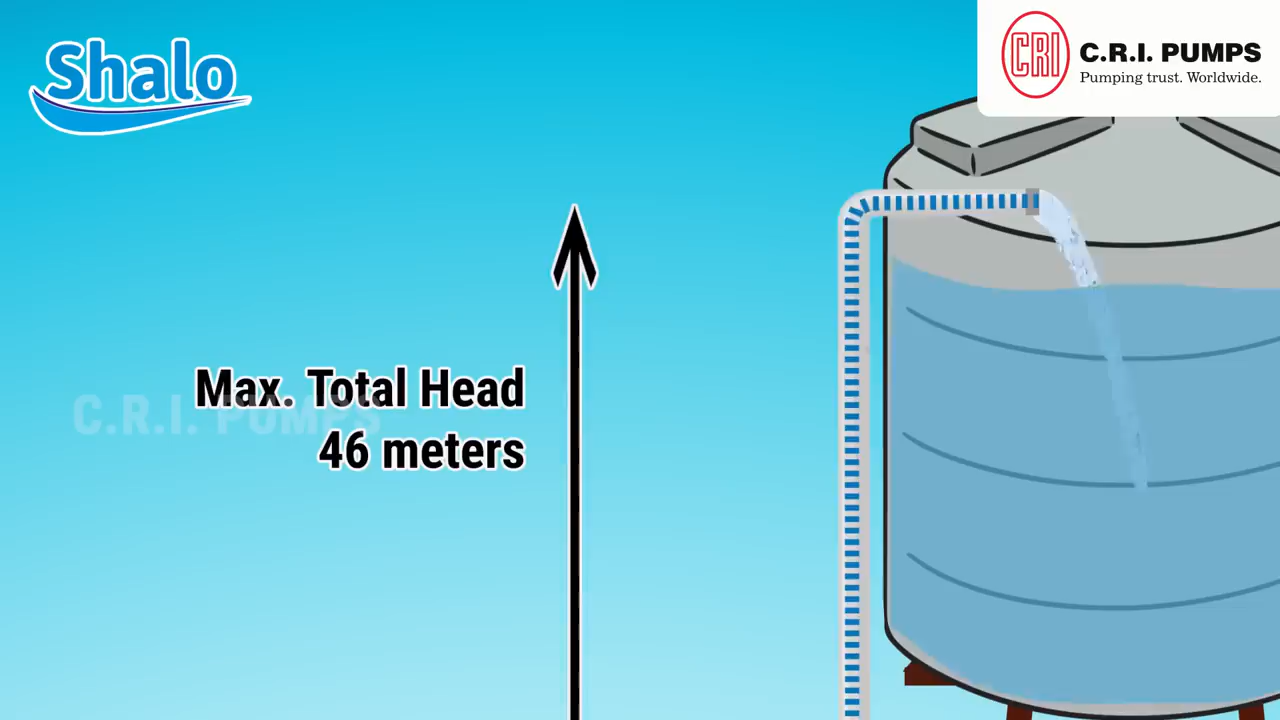 Shalo
CRI
C.R.I. PUMPS
Pumping trust. Worldwide.
Max. Total Head
46 meters
C.R.I. PUMPS